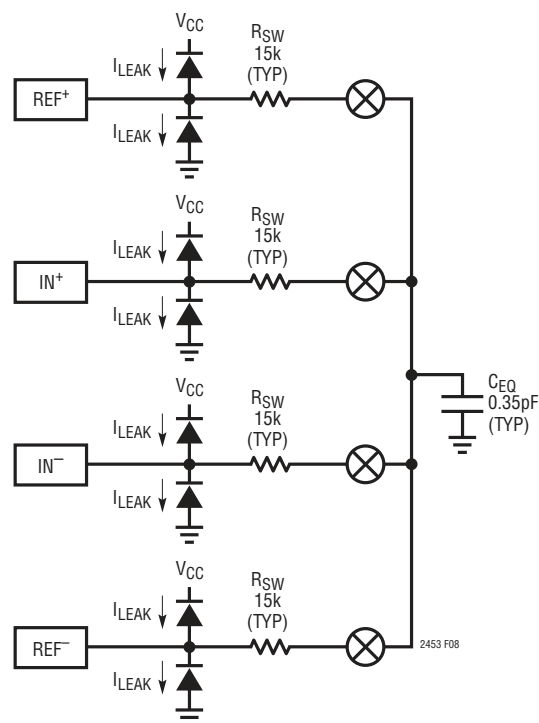 VCC
ILEAK
RSW
15k
(TYP)
REF+
ILEAK
VCC
ILEAK
RSW
15k
(TYP)
IN+
ILEAK
VCC
ILEAK
RSW
15k
(TYP)
CEQ
0.35pF
(TYP)
IN−
ILEAK
VCC
ILEAK
RSW
15k
(TYP)
REF−
2453 F08
ILEAK